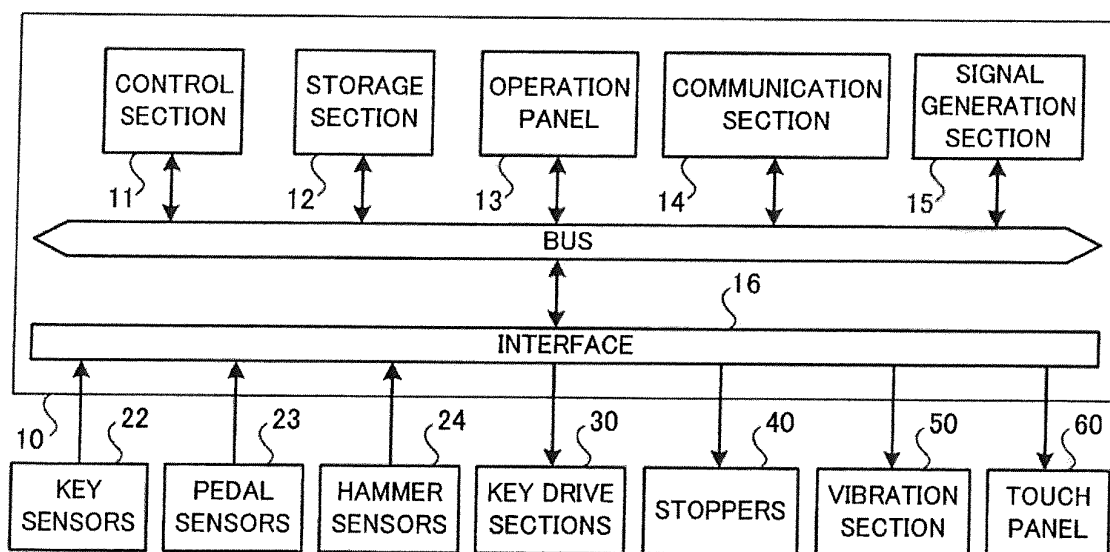 CONTROL
SECTION
STORAGE
SECTION
OPERATION
PANEL
COMMUNICATION
SECTION
SIGNAL
GENERATION
SECTION
11
12
13
14
15
BUS
16
INTERFACE
10
22
23
24
30
40
50
60
KEY
SENSORS
PEDAL
SENSORS
HAMMER
SENSORS
KEY DRIVE
SECTIONS
STOPPERS
VIBRATION
SECTION
TOUCH
PANEL